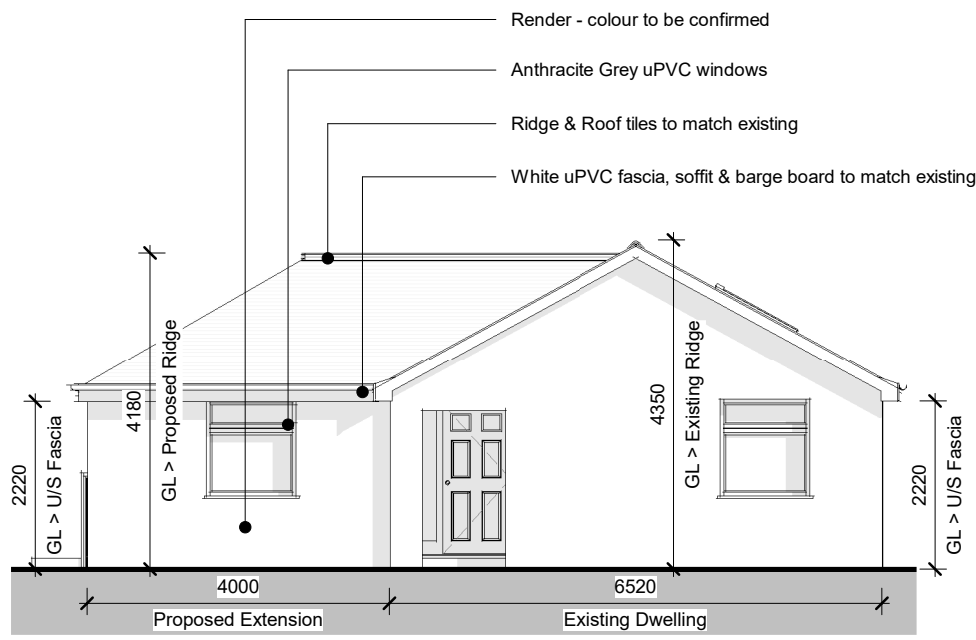 Render - colour to be confirmed
Anthracite Grey uPVC windows
Ridge & Roof tiles to match existing
White uPVC fascia, soffit & barge board to match existing
2220
GL > U/S Fascia
4180
GL > Proposed Ridge
4350
GL > Existing Ridge
2220
GL > U/S Fascia
4000
6520
Proposed Extension
Existing Dwelling